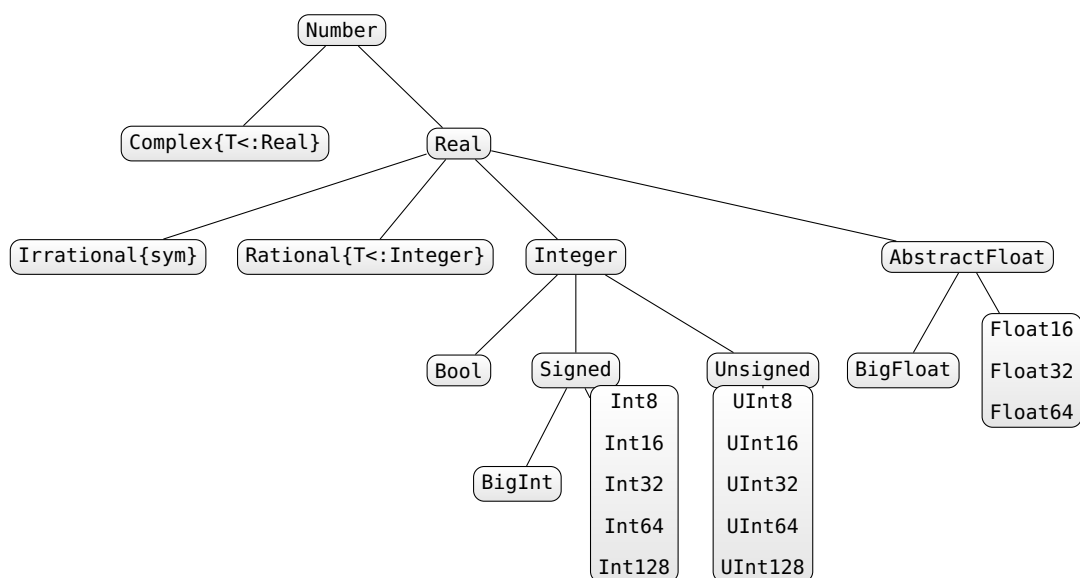 Number
Complex{T<:Real}
Real
Irrational{sym}
Rational{T<:Integer}
Integer
AbstractFloat
Bool
Signed
Unsigned
BigFloat
Float16
Float32
Float64
BigInt
Int8
Int16
Int32
Int64
Int128
UInt8
UInt16
UInt32
UInt64
UInt128